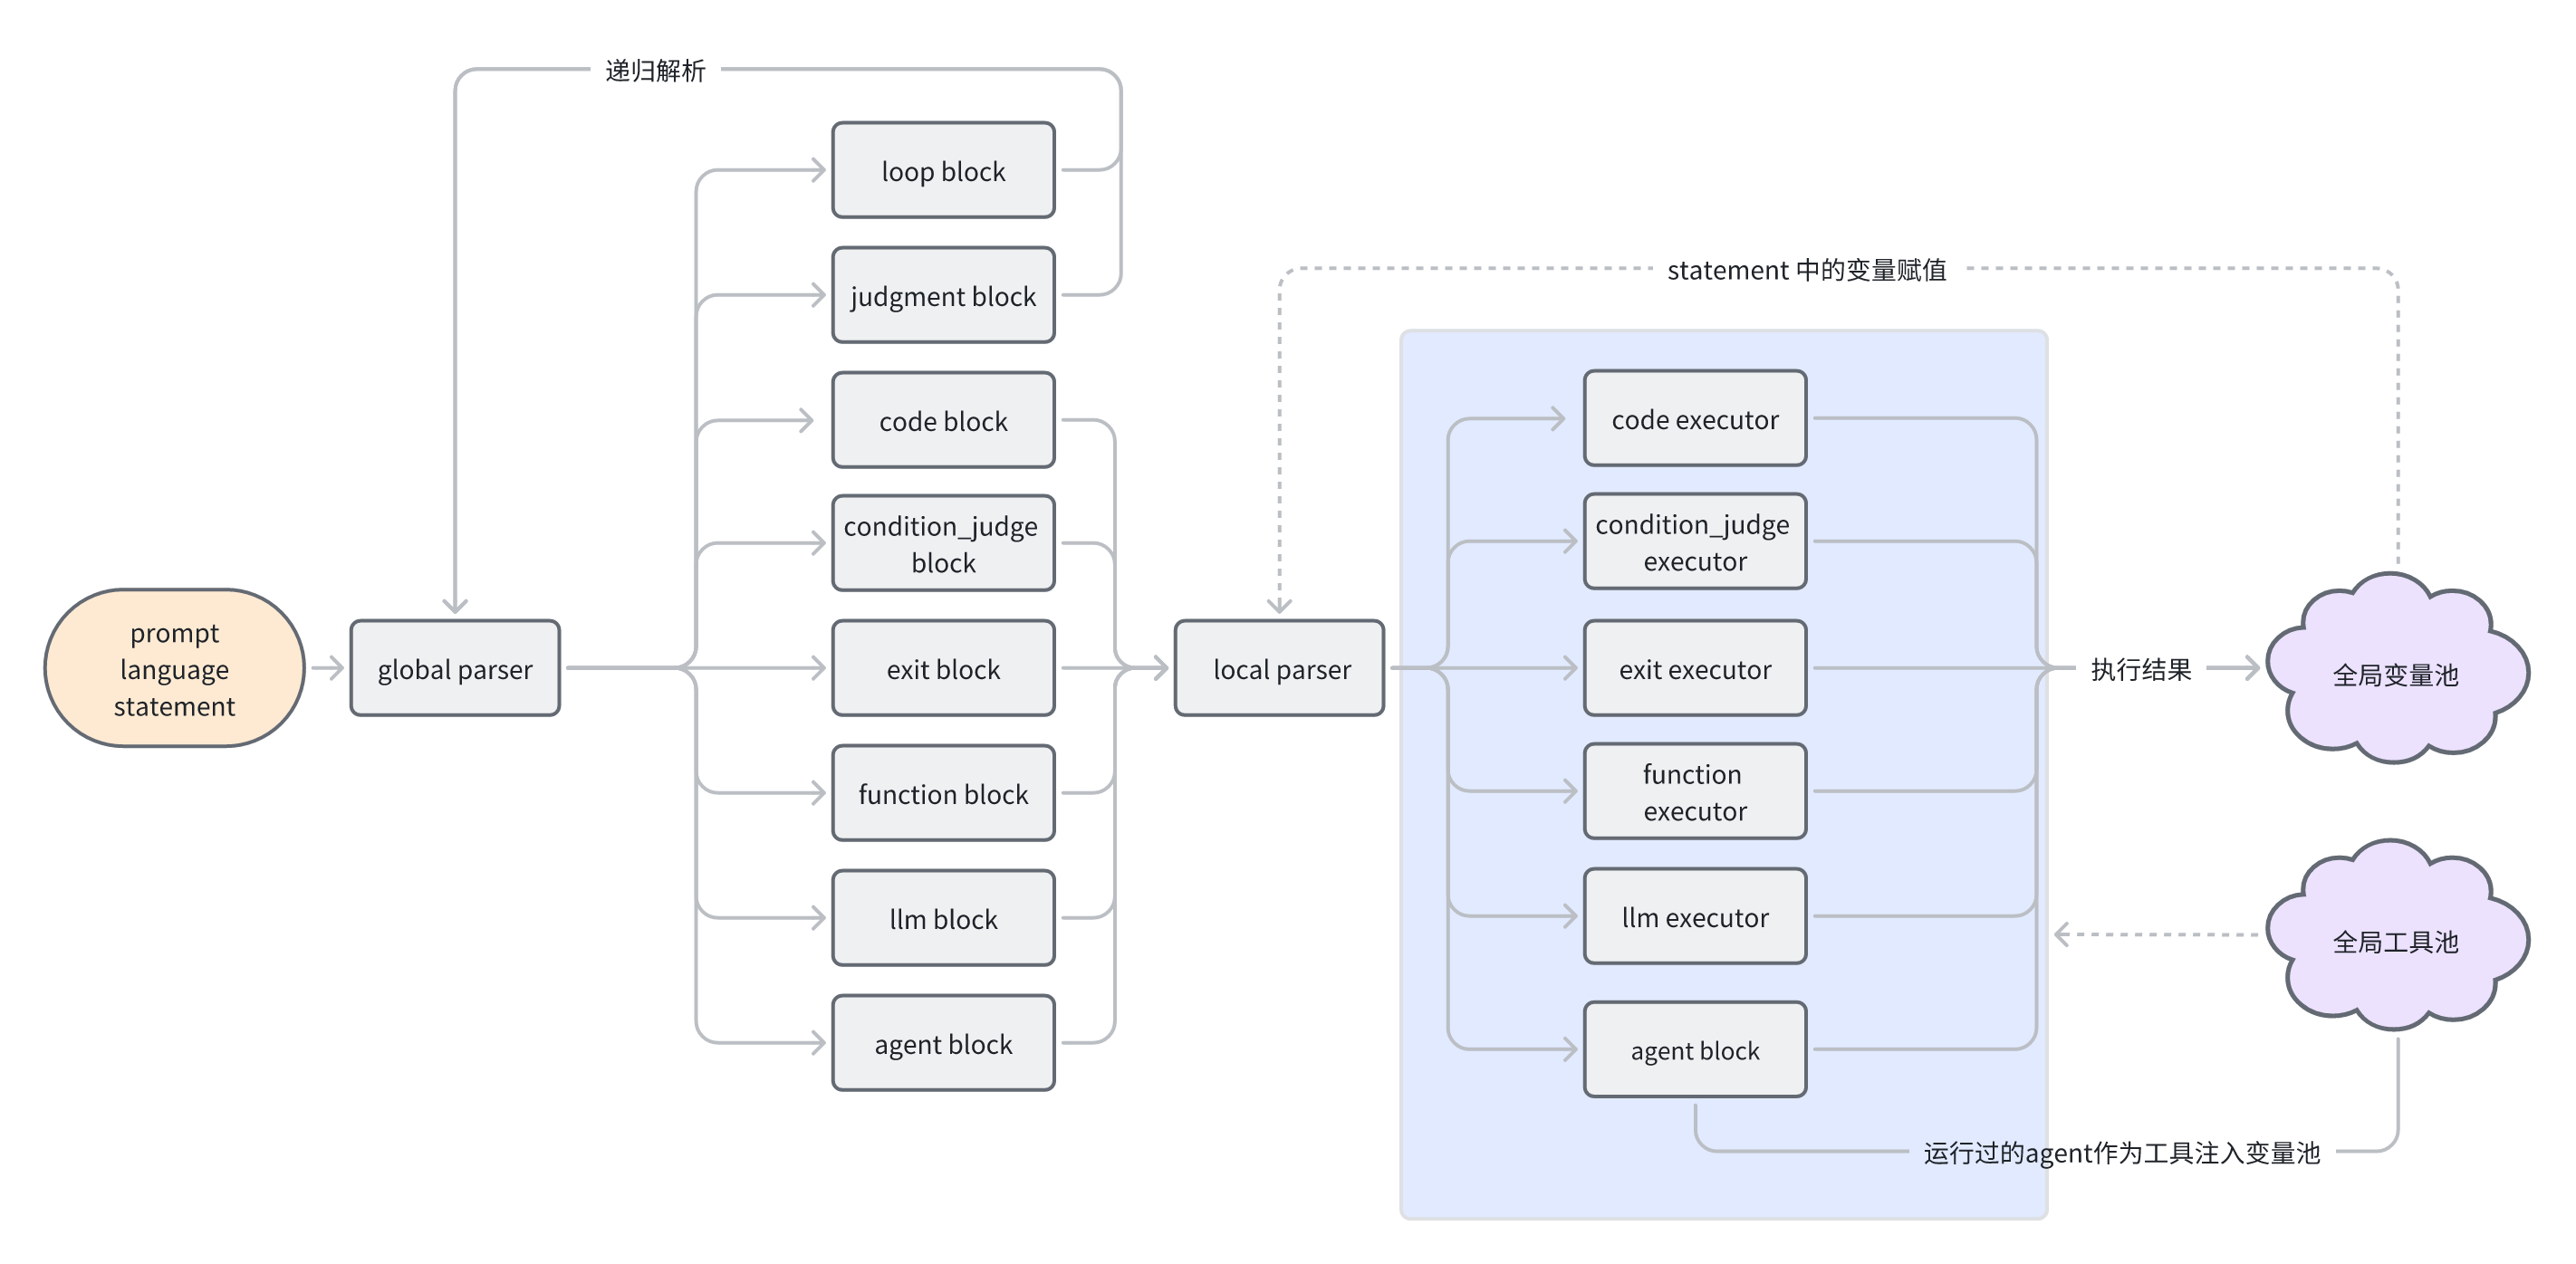 递归解析
loop block
judgment block
statement 中的变量赋值
code block
code executor
condition_judge
block
condition_judge
executor
prompt
language
statement
global parser
exit block
local parser
exit executor
执行结果
全局变量池
function block
function
executor
llm block
llm executor
全局工具池
agent block
agent block
运行过的agent作为工具注入变量池